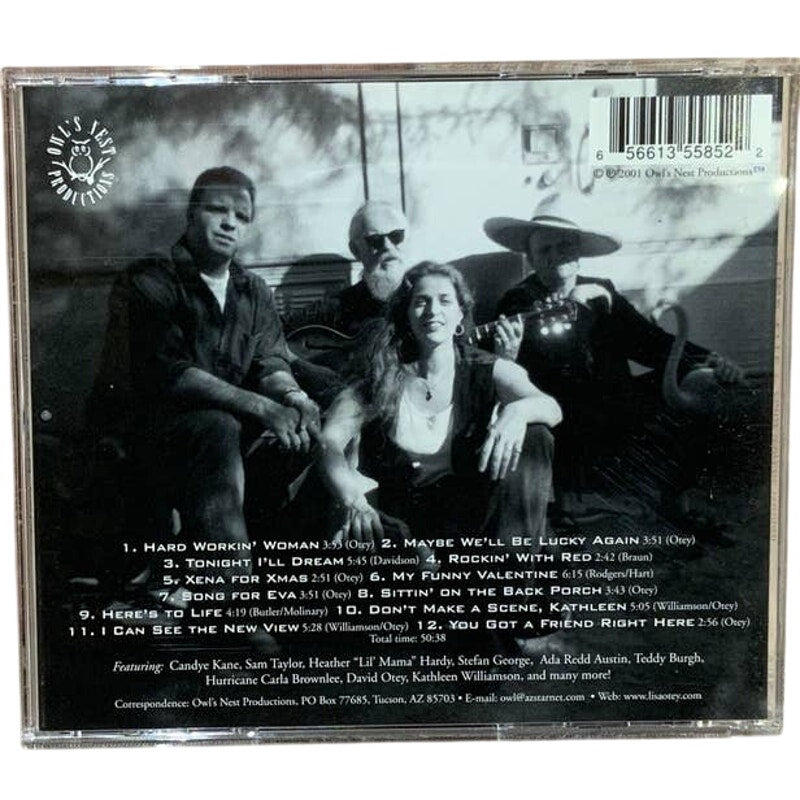 OWL'S NEST PRODUCTIONS
6 56613 55852 2
© ℗ 2001 Owl's Nest Productions™
1. Hard Workin' Woman 3:53 (Otey) 2. Maybe We'll Be Lucky Again 3:51 (Otey)
3. Tonight I'll Dream 5:45 (Davidson) 4. Rockin' With Red 2:42 (Braun)
5. Xena for Xmas 2:51 (Otey) 6. My Funny Valentine 6:15 (Rodgers/Hart)
7. Song for Eva 3:51 (Otey) 8. Sittin' on the Back Porch 3:43 (Otey)
9. Here's to Life 4:19 (Butler/Molinary) 10. Don't Make a Scene, Kathleen 5:05 (Williamson/Otey)
11. I Can See the New View 5:28 (Williamson/Otey) 12. You Got a Friend Right Here 2:56 (Otey)
Total time: 50:38
Featuring: Candye Kane, Sam Taylor, Heather "Lil' Mama" Hardy, Stefan George, Ada Redd Austin, Teddy Burgh,
Hurricane Carla Brownlee, David Otey, Kathleen Williamson, and many more!
Correspondence: Owl's Nest Productions, PO Box 77685, Tucson, AZ 85703 • E-mail: owl@azstarnet.com • Web: www.lisaotey.com